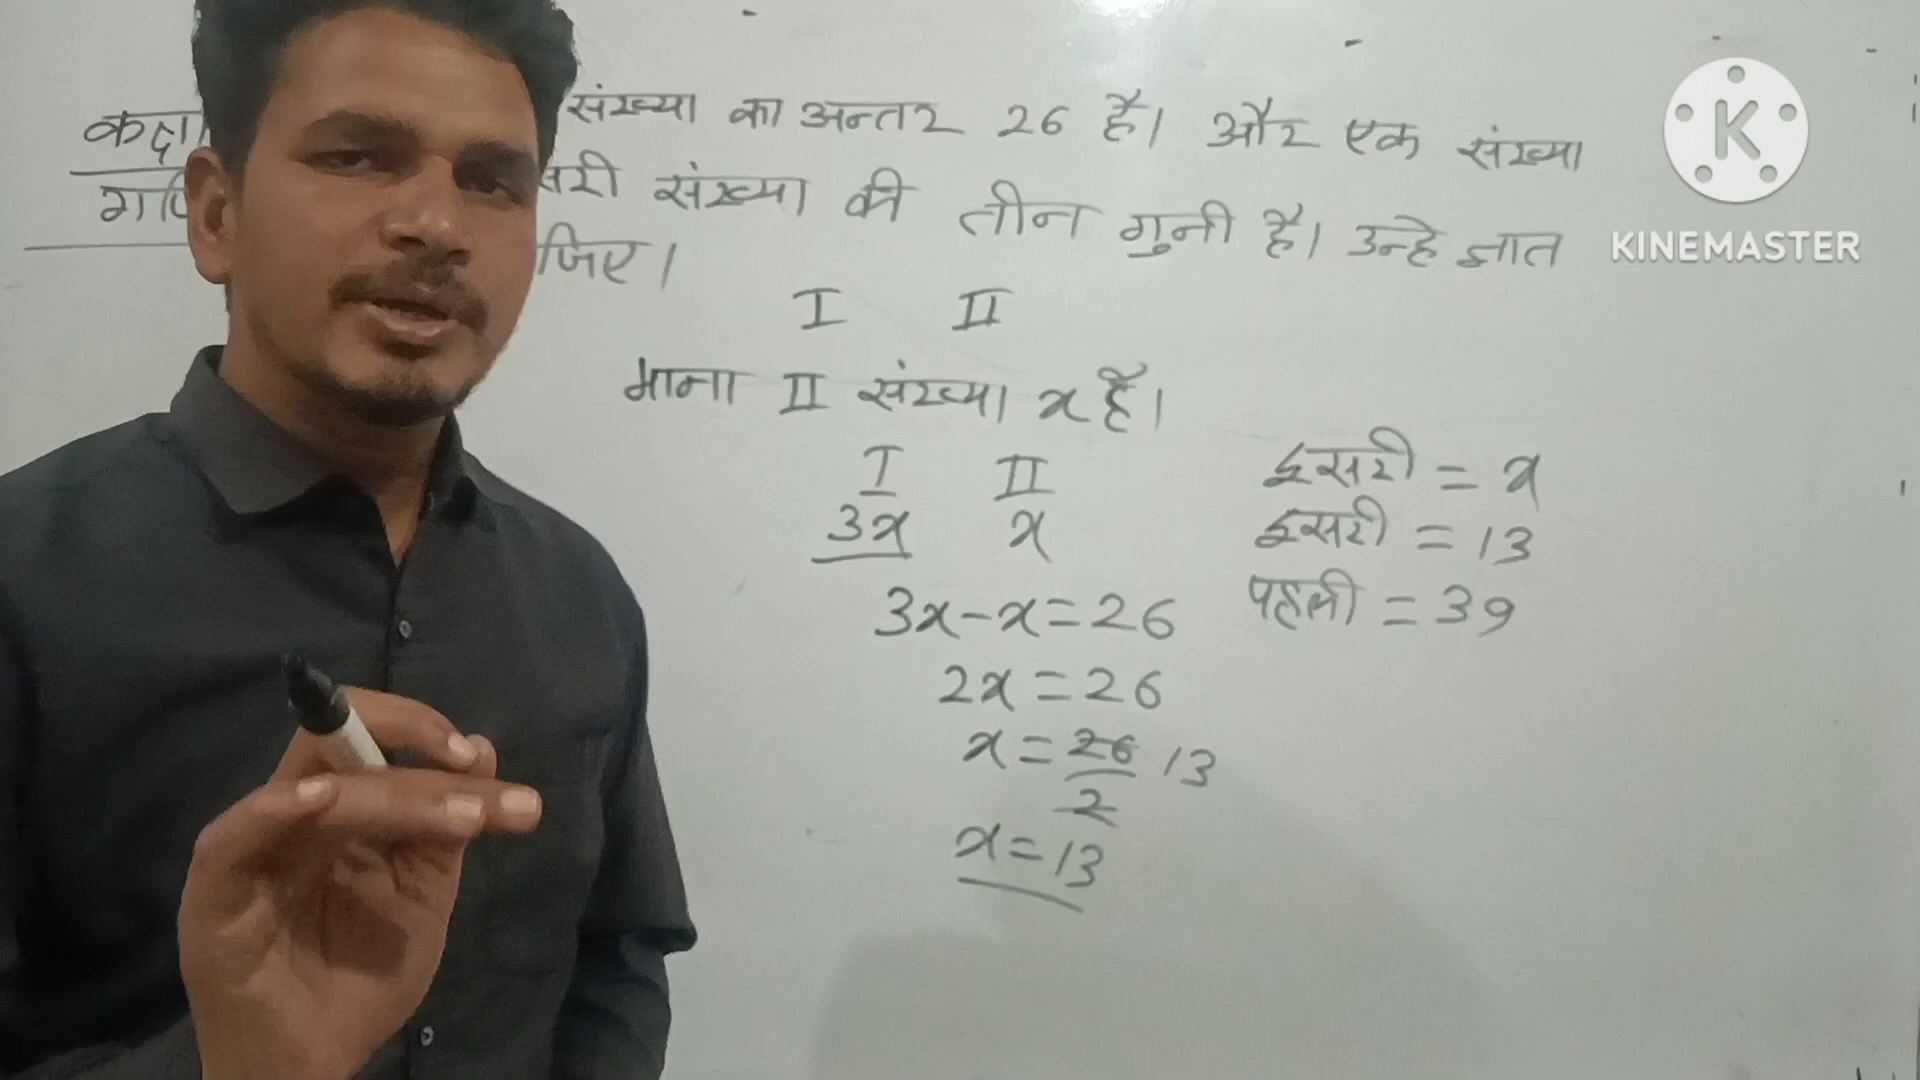 संख्या का अन्तर 26 है। और एक संख्या
संख्या की तीन गुनी है। उन्हे ज्ञात
जिए।
I II
माना II संख्या x है।
I II
3x x
3x-x=26
2x=26
x=26/2 13
x=13
दूसरी = x
दूसरी = 13
पहली = 39
K
KINEMASTER